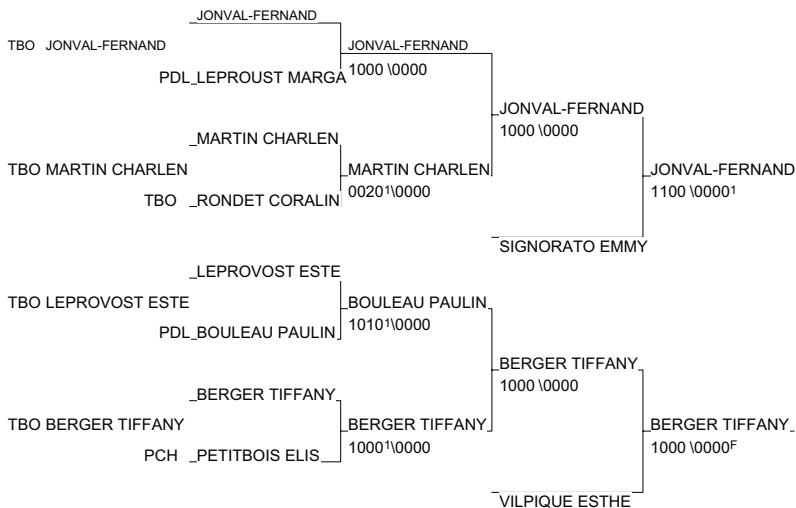 JONVAL-FERNAND
TBO JONVAL-FERNAND
JONVAL-FERNAND
1000 \0000
PDL LEPROUST MARGA
JONVAL-FERNAND
1000 \0000
MARTIN CHARLEN
TBO MARTIN CHARLEN
MARTIN CHARLEN
0020¹\0000
JONVAL-FERNAND
1100 \0000¹
TBO RONDET CORALIN
SIGNORATO EMMY
LEPROVOST ESTE
TBO LEPROVOST ESTE
BOULEAU PAULIN
1010¹\0000
PDL BOULEAU PAULIN
BERGER TIFFANY
1000 \0000
BERGER TIFFANY
TBO BERGER TIFFANY
BERGER TIFFANY
1000¹\0000
BERGER TIFFANY
1000 \0000ᶠ
PCH PETITBOIS ELIS
VILPIQUE ESTHE